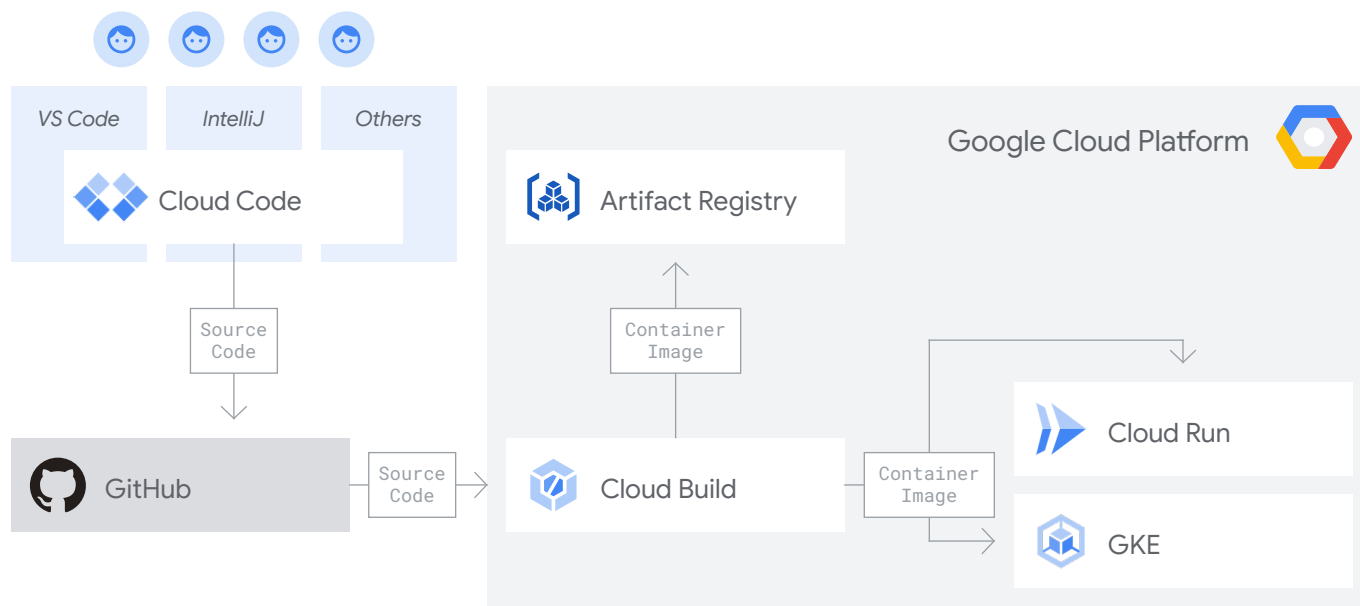 VS Code
IntelliJ
Others
Google Cloud Platform
Cloud Code
Artifact Registry
Source
Code
Container
Image
GitHub
Source
Code
Cloud Build
Container
Image
Cloud Run
GKE